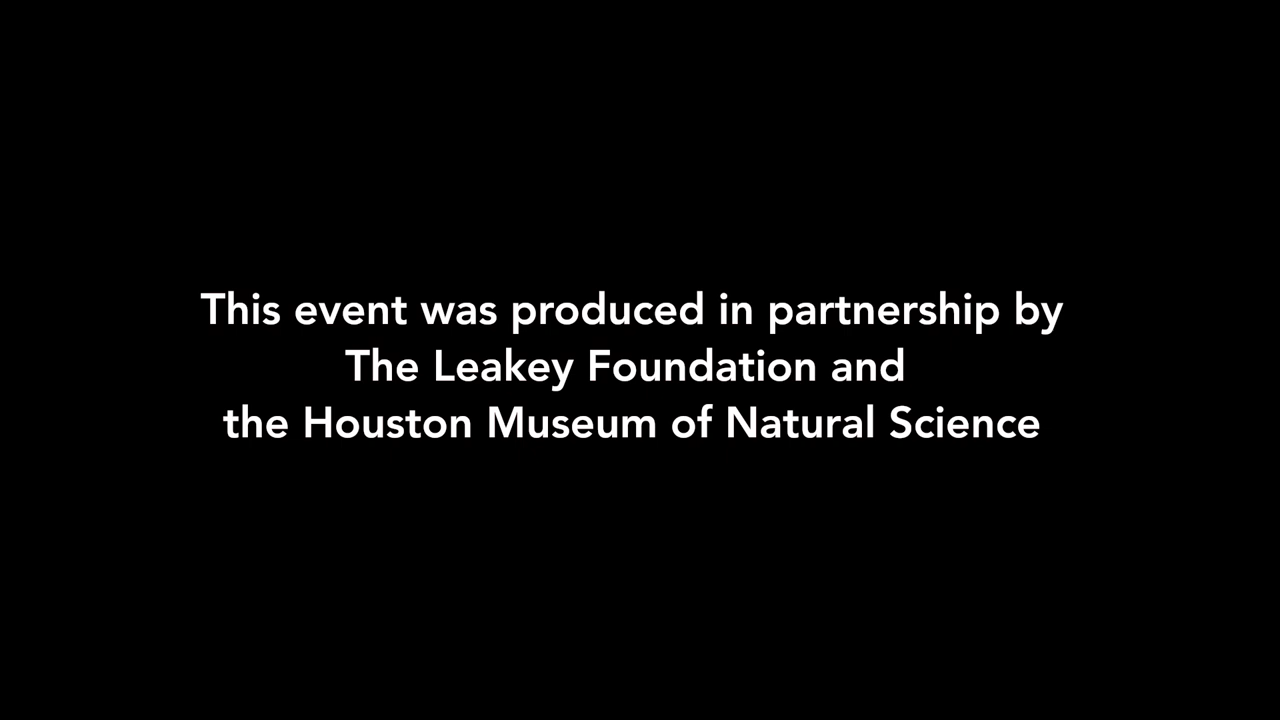 This event was produced in partnership by
The Leakey Foundation and
the Houston Museum of Natural Science